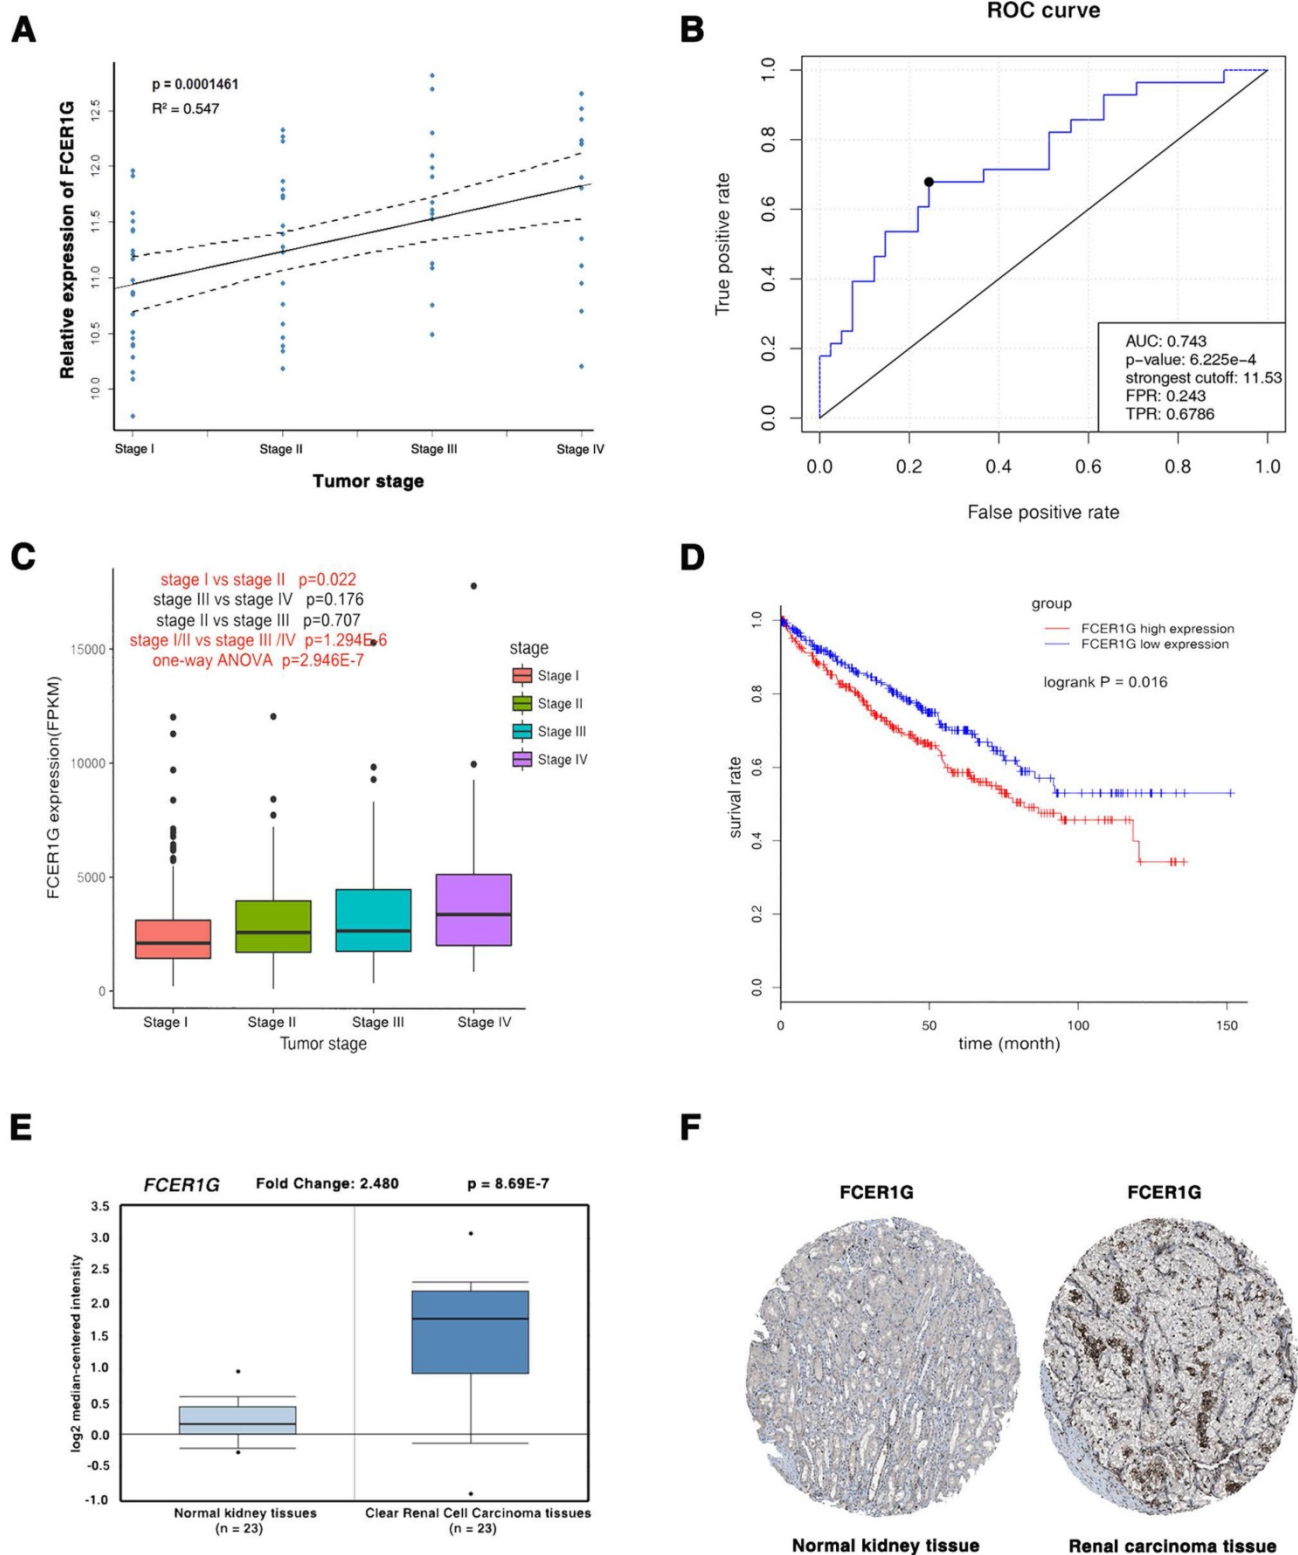 A
p = 0.0001461
R² = 0.547
Relative expression of FCER1G
12.5
12.0
11.5
11.0
10.5
10.0
Stage I
Stage II
Stage III
Stage IV
Tumor stage
B
ROC curve
True positive rate
1.0
0.8
0.6
0.4
0.2
0.0
AUC: 0.743
p-value: 6.225e-4
strongest cutoff: 11.53
FPR: 0.243
TPR: 0.6786
0.0
0.2
0.4
0.6
0.8
1.0
False positive rate
C
stage I vs stage II p=0.022
stage III vs stage IV p=0.176
stage II vs stage III p=0.707
stage I/II vs stage III /IV p=1.294E-6
one-way ANOVA p=2.946E-7
FCER1G expression(FPKM)
15000
10000
5000
0
stage
Stage I
Stage II
Stage III
Stage IV
Stage I
Stage II
Stage III
Stage IV
Tumor stage
D
group
FCER1G high expression
FCER1G low expression
logrank P = 0.016
surival rate
1.0
0.8
0.6
0.4
0.2
0.0
0
50
100
150
time (month)
E
FCER1G
Fold Change: 2.480
p = 8.69E-7
log2 median-centered intensity
3.5
3.0
2.5
2.0
1.5
1.0
0.5
0.0
-0.5
-1.0
Normal kidney tissues
(n = 23)
Clear Renal Cell Carcinoma tissues
(n = 23)
F
FCER1G
FCER1G
Normal kidney tissue
Renal carcinoma tissue